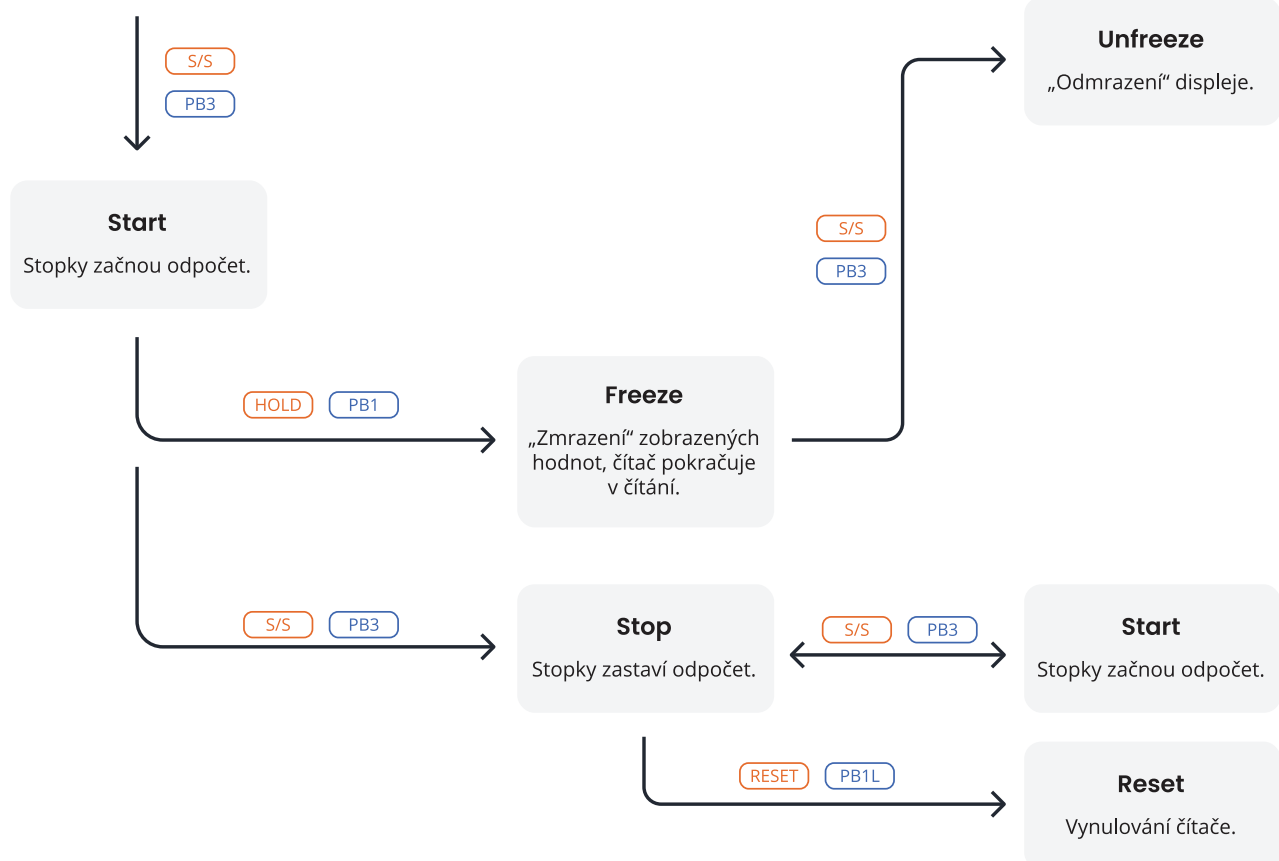 S/S
PB3
Start
Stopky začnou odpočet.
Unfreeze
„Odmrazení“ displeje.
S/S
PB3
HOLD PB1
Freeze
„Zmrazení“ zobrazených
hodnot, čítač pokračuje
v čítání.
S/S PB3
Stop
Stopky zastaví odpočet.
S/S PB3
Start
Stopky začnou odpočet.
RESET PB1L
Reset
Vynulování čítače.